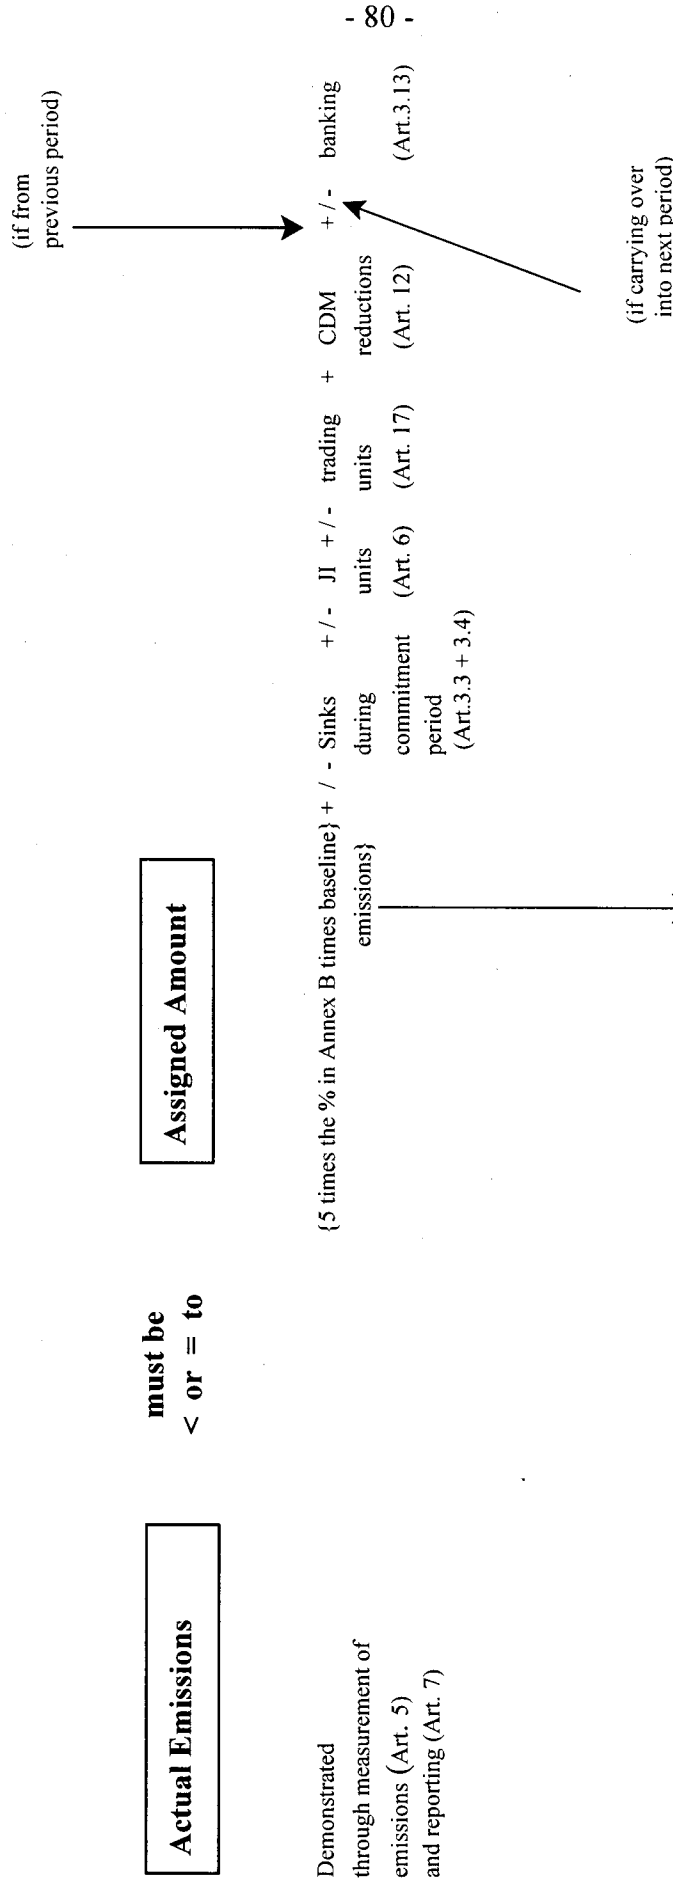 - 80 -
(if from
previous period)
Actual Emissions
must be
< or = to
Assigned Amount
Demonstrated
through measurement of
emissions (Art. 5)
and reporting (Art. 7)
{5 times the % in Annex B times baseline} + / - Sinks +/- JI +/- trading + CDM +/- banking
emissions} during units units reductions
commitment (Art. 6) (Art. 17) (Art. 12) (Art.3.13)
period
(Art.3.3 + 3.4)
(if carrying over
into next period)